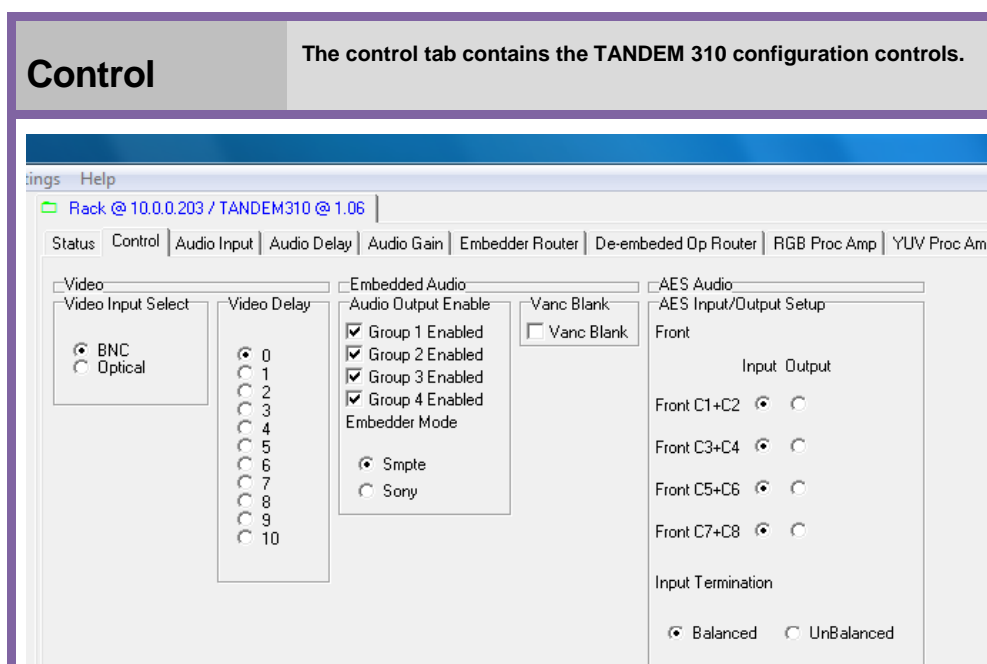 Control
The control tab contains the TANDEM 310 configuration controls.
tings Help
Rack @ 10.0.0.203 / TANDEM310 @ 1.06
Status Control Audio Input Audio Delay Audio Gain Embedder Router De-embeded Op Router RGB Proc Amp YUV Proc Am
Video
Video Input Select
BNC
Optical
Video Delay
0
1
2
3
4
5
6
7
8
9
10
Embedded Audio
Audio Output Enable
Group 1 Enabled
Group 2 Enabled
Group 3 Enabled
Group 4 Enabled
Embedder Mode
Smpte
Sony
Vanc Blank
Vanc Blank
AES Audio
AES Input/Output Setup
Front
Input Output
Front C1+C2
Front C3+C4
Front C5+C6
Front C7+C8
Input Termination
Balanced UnBalanced